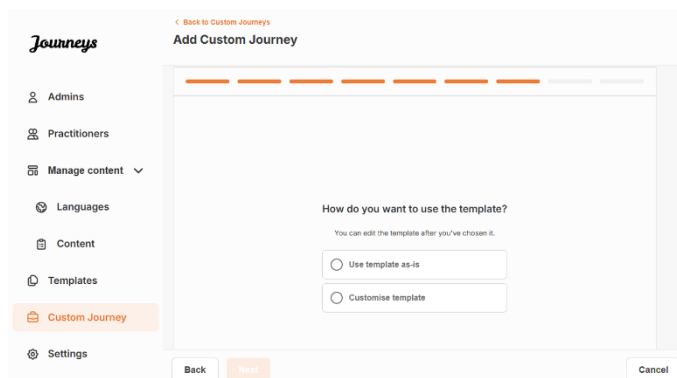 Journeys
Admins
Practitioners
Manage content
Languages
Content
Templates
Custom Journey
Settings
< Back to Custom Journeys
Add Custom Journey
How do you want to use the template?
You can edit the template after you've chosen it.
Use template as-is
Customise template
Back
Next
Cancel